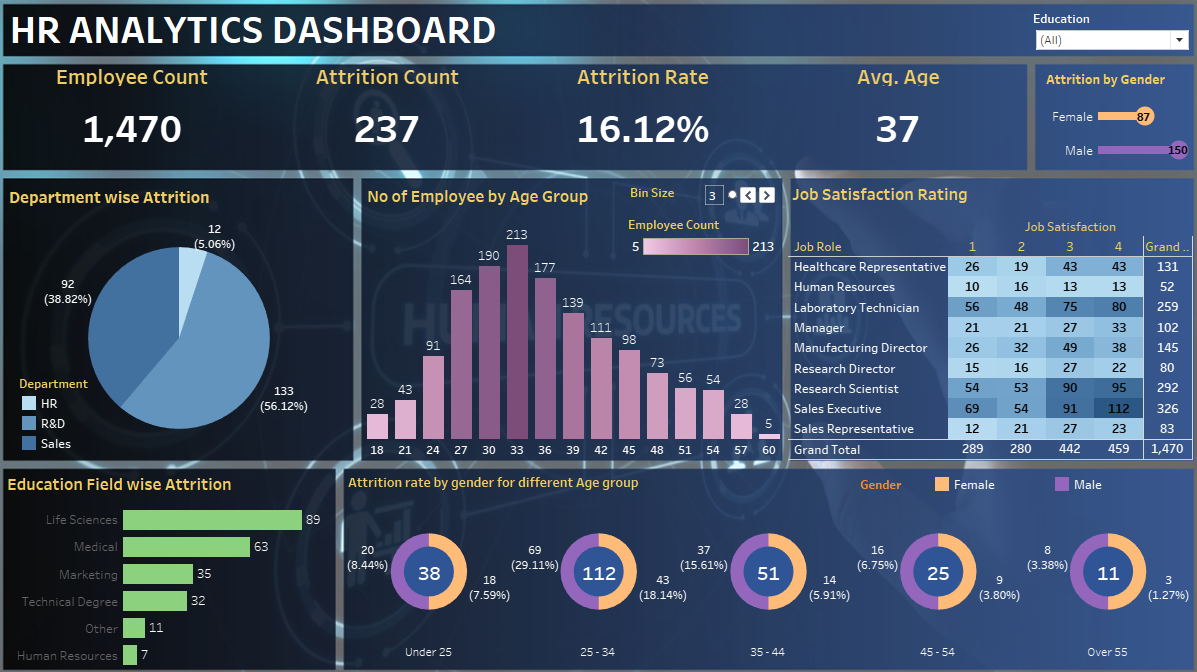 HR ANALYTICS DASHBOARD
Education
(All)
Employee Count
Attrition Count
Attrition Rate
Avg. Age
1,470
237
16.12%
37
Attrition by Gender
Female 87
Male 150
Department wise Attrition
12
(5.06%)
92
(38.82%)
133
(56.12%)
Department
HR
R&D
Sales
No of Employee by Age Group
Bin Size 3
Employee Count
5 213
28 43 91 164 190 213 177 139 111 98 73 56 54 28 5
18 21 24 27 30 33 36 39 42 45 48 51 54 57 60
HUMAN RESOURCES
Job Satisfaction Rating
Job Satisfaction
Job Role 1 2 3 4 Grand ..
Healthcare Representative 26 19 43 43 131
Human Resources 10 16 13 13 52
Laboratory Technician 56 48 75 80 259
Manager 21 21 27 33 102
Manufacturing Director 26 32 49 38 145
Research Director 15 16 27 22 80
Research Scientist 54 53 90 95 292
Sales Executive 69 54 91 112 326
Sales Representative 12 21 27 23 83
Grand Total 289 280 442 459 1,470
Education Field wise Attrition
Life Sciences 89
Medical 63
Marketing 35
Technical Degree 32
Other 11
Human Resources 7
Attrition rate by gender for different Age group
Gender Female Male
20
(8.44%)
38
18
(7.59%)
Under 25
69
(29.11%)
112
43
(18.14%)
25 - 34
37
(15.61%)
51
14
(5.91%)
35 - 44
16
(6.75%)
25
9
(3.80%)
45 - 54
8
(3.38%)
11
3
(1.27%)
Over 55